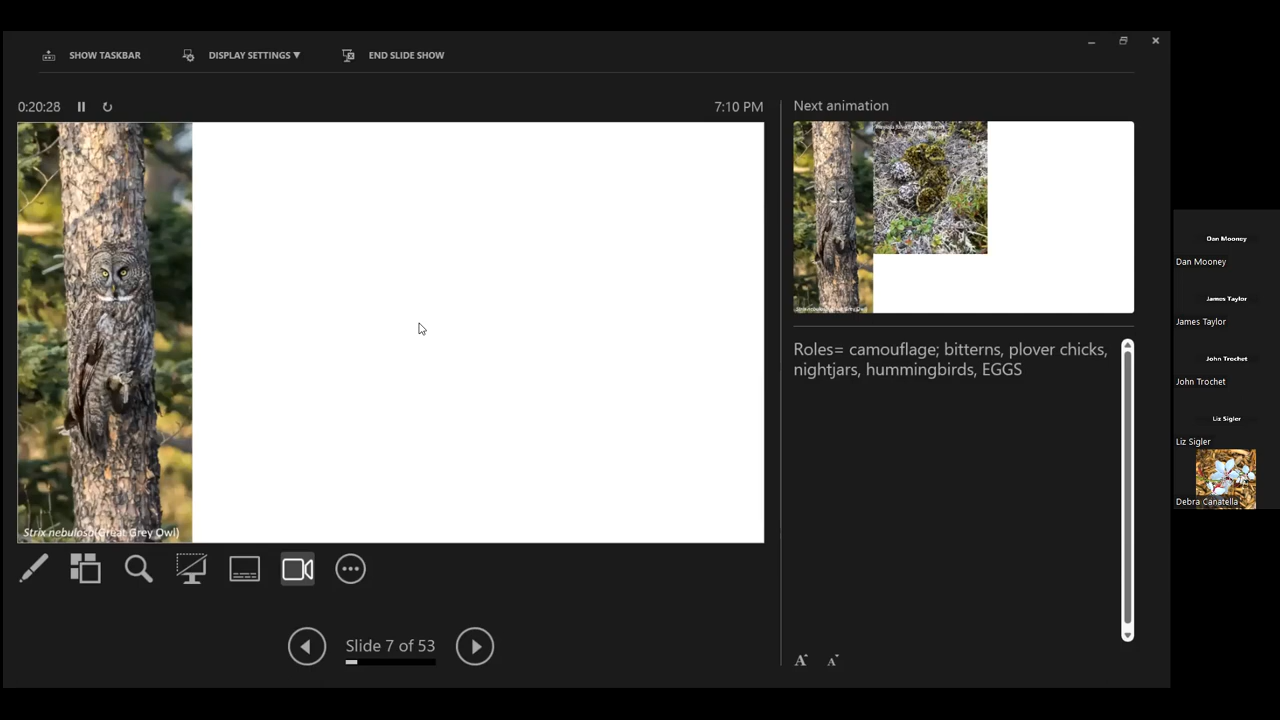 SHOW TASKBAR
DISPLAY SETTINGS ▼
END SLIDE SHOW
0:20:28
7:10 PM
Next animation
Strix nebulosa(Great Grey Owl)
Roles= camouflage; bitterns, plover chicks,
nightjars, hummingbirds, EGGS
Slide 7 of 53
A
A
Dan Mooney
Dan Mooney
James Taylor
James Taylor
John Trochet
John Trochet
Liz Sigler
Liz Sigler
Debra Canatella